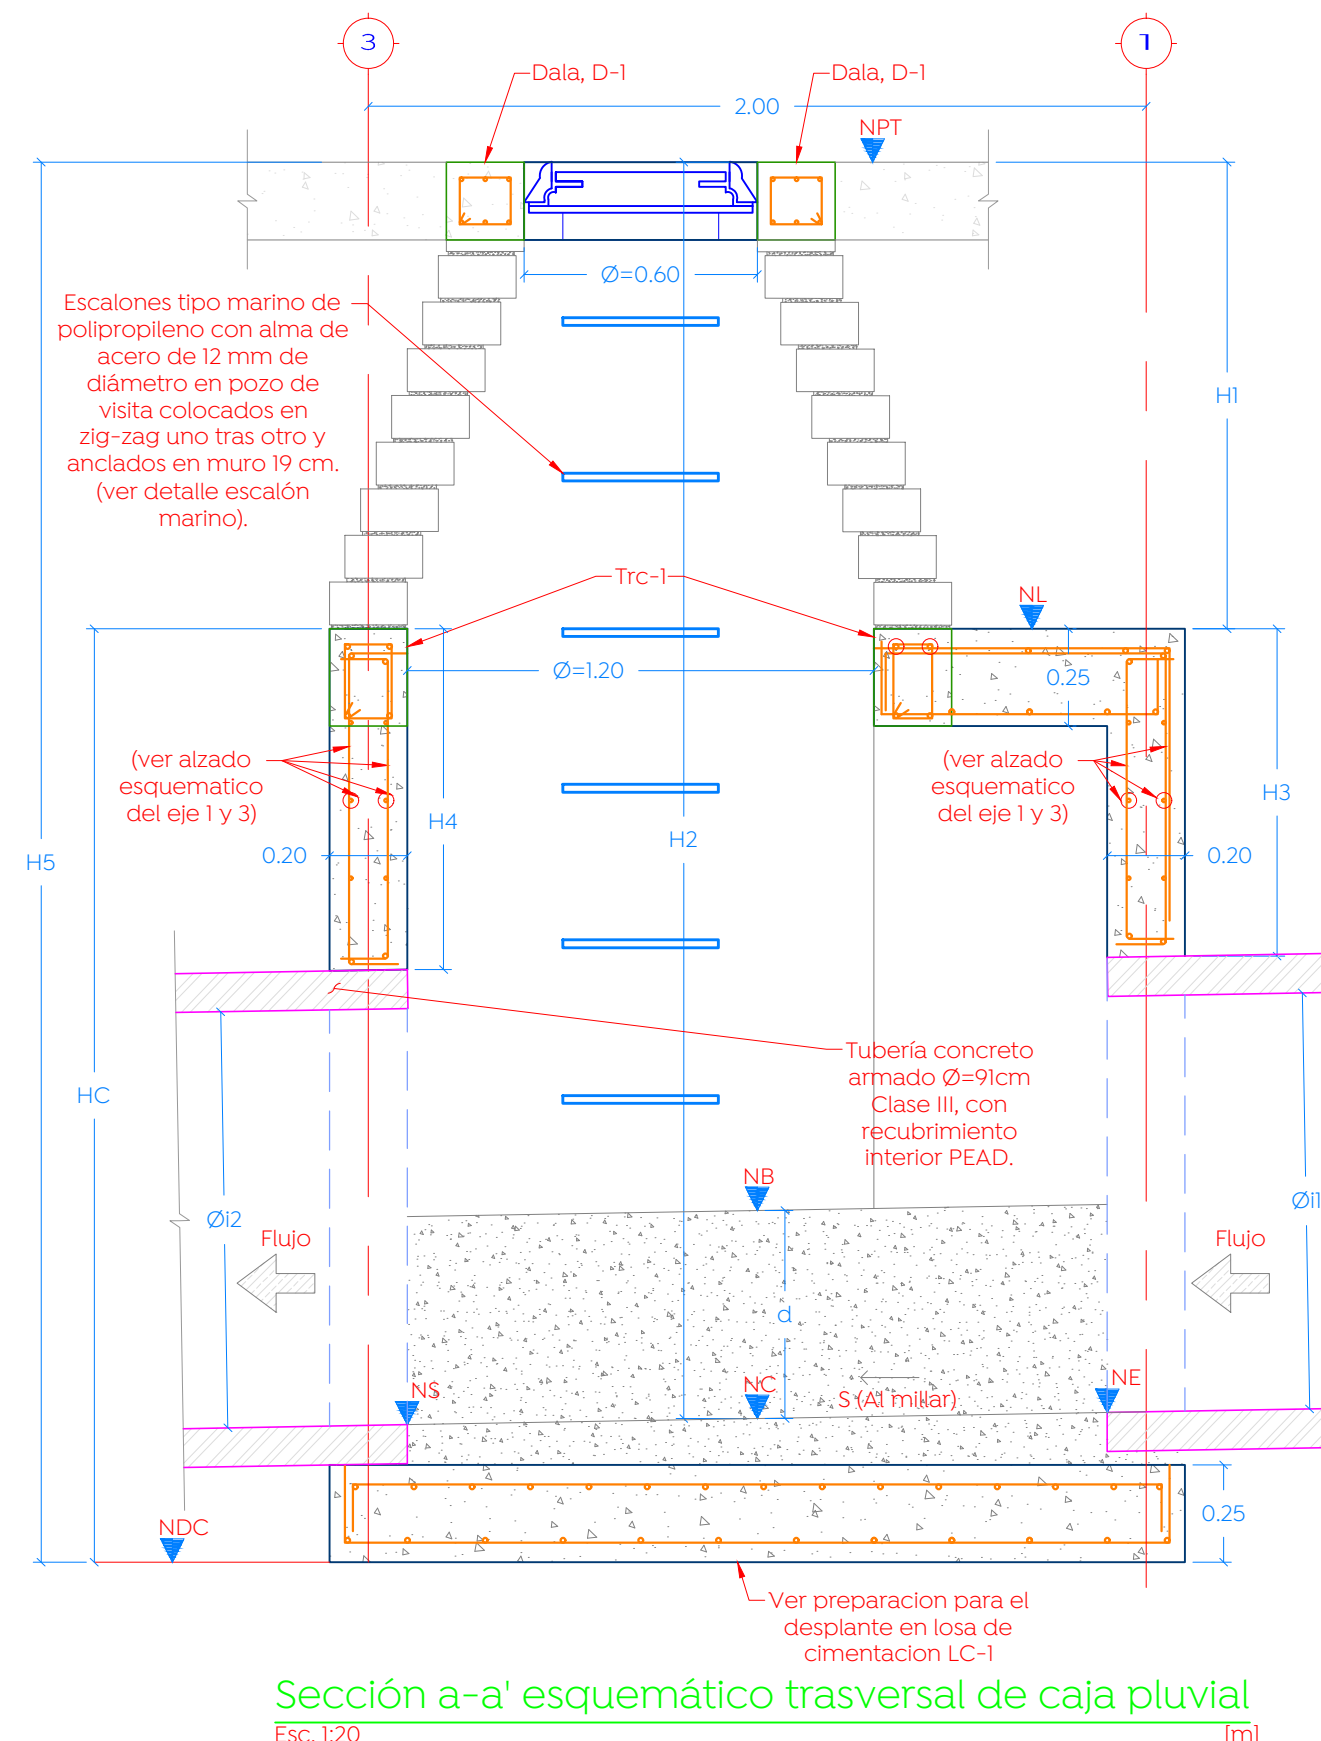 3
1
Dala, D-1
Dala, D-1
2.00
NPT
Ø=0.60
Escalones tipo marino de
polipropileno con alma de
acero de 12 mm de
diámetro en pozo de
visita colocados en
zig-zag uno tras otro y
anclados en muro 19 cm.
(ver detalle escalón
marino).
H1
Trc-1
NL
Ø=1.20
0.25
(ver alzado
esquematico
del eje 1 y 3)
(ver alzado
esquematico
del eje 1 y 3)
H3
H4
H2
H5
0.20
0.20
Tubería concreto
armado Ø=91cm
Clase III, con
recubrimiento
interior PEAD.
HC
NB
Øi2
Øi1
Flujo
Flujo
d
NS
NC
NE
S (Al millar)
0.25
NDC
Ver preparacion para el
desplante en losa de
cimentacion LC-1
Sección a-a' esquemático trasversal de caja pluvial
Esc. 1:20
[m]